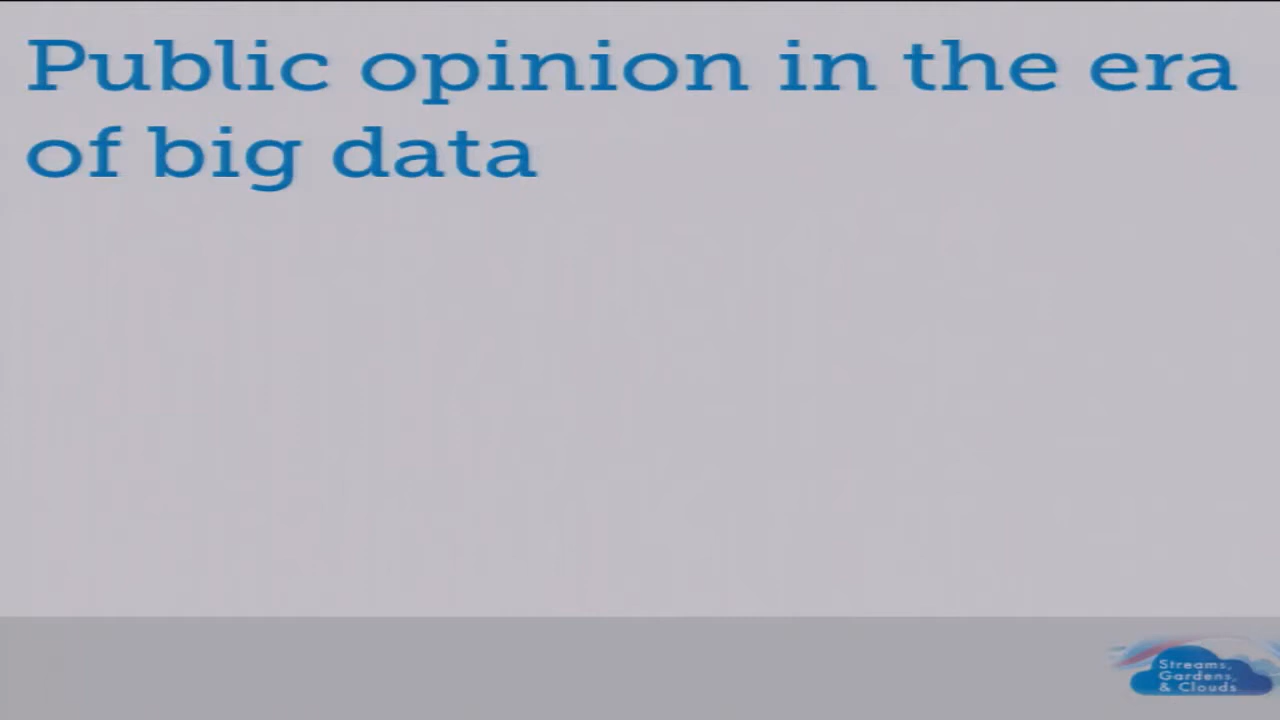 Public opinion in the era
of big data
Streams,
Gardens,
& Clouds